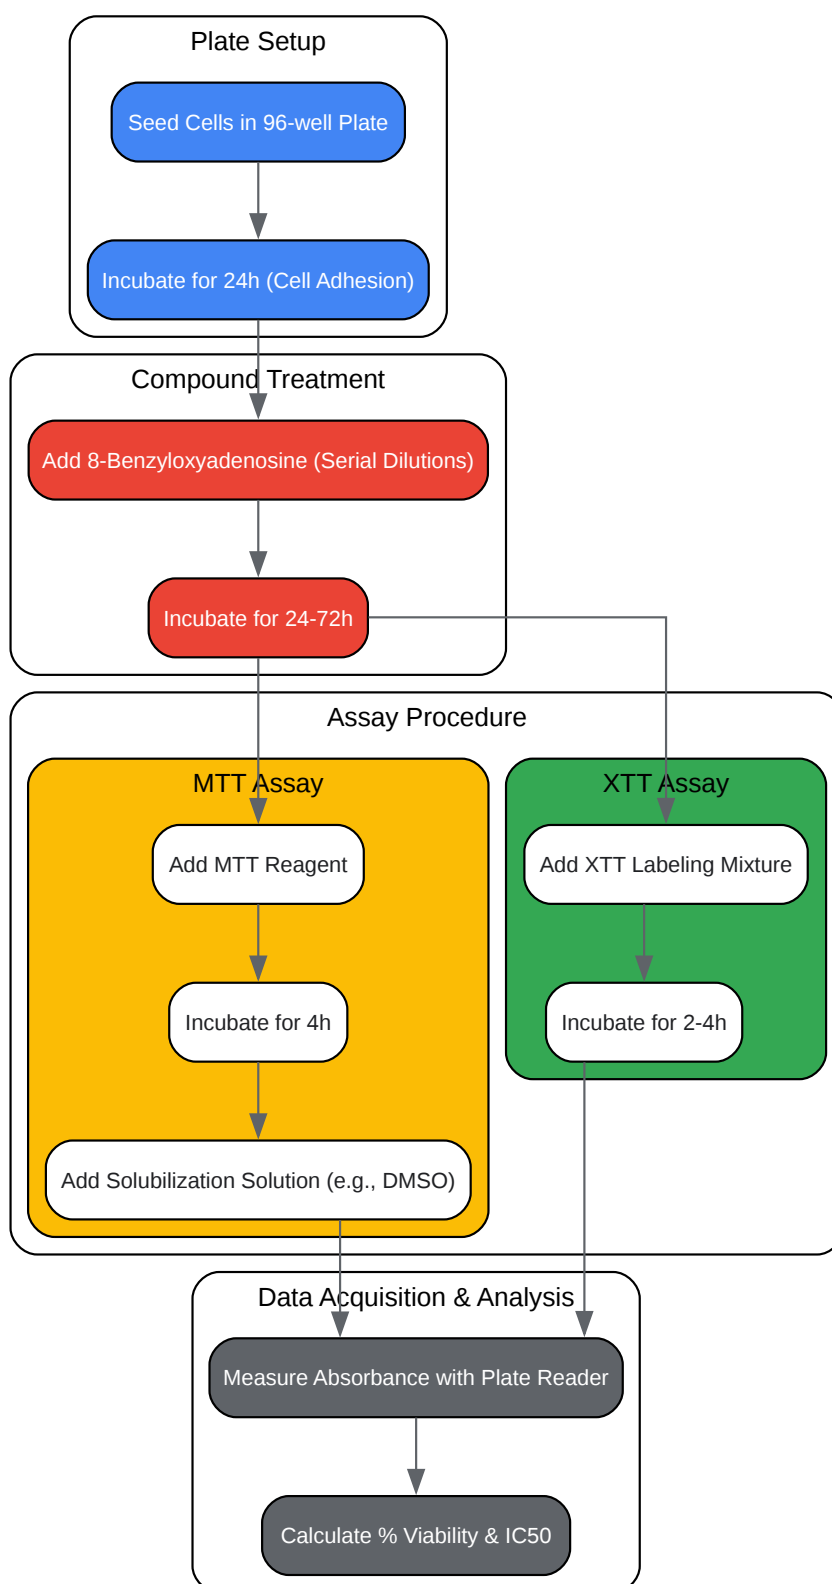 Plate Setup
Seed Cells in 96-well Plate
Incubate for 24h (Cell Adhesion)
Compound Treatment
Add 8-Benzyloxyadenosine (Serial Dilutions)
Incubate for 24-72h
Assay Procedure
MTT Assay
Add MTT Reagent
Incubate for 4h
Add Solubilization Solution (e.g., DMSO)
XTT Assay
Add XTT Labeling Mixture
Incubate for 2-4h
Data Acquisition & Analysis
Measure Absorbance with Plate Reader
Calculate % Viability & IC50